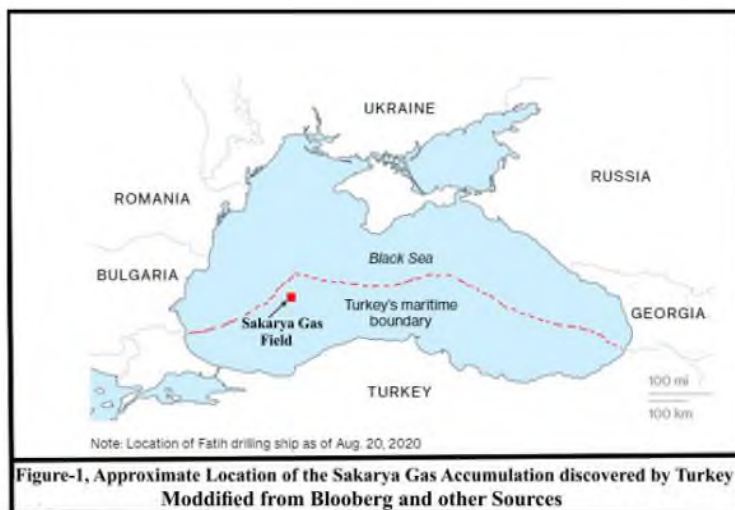 UKRAINE
RUSSIA
ROMANIA
Black Sea
BULGARIA
Turkey's maritime
boundary
GEORGIA
Sakarya Gas
Field
TURKEY
100 mi
100 km
Note: Location of Fatih drilling ship as of Aug. 20, 2020
Figure-1, Approximate Location of the Sakarya Gas Accumulation discovered by Turkey
Moddified from Blooberg and other Sources